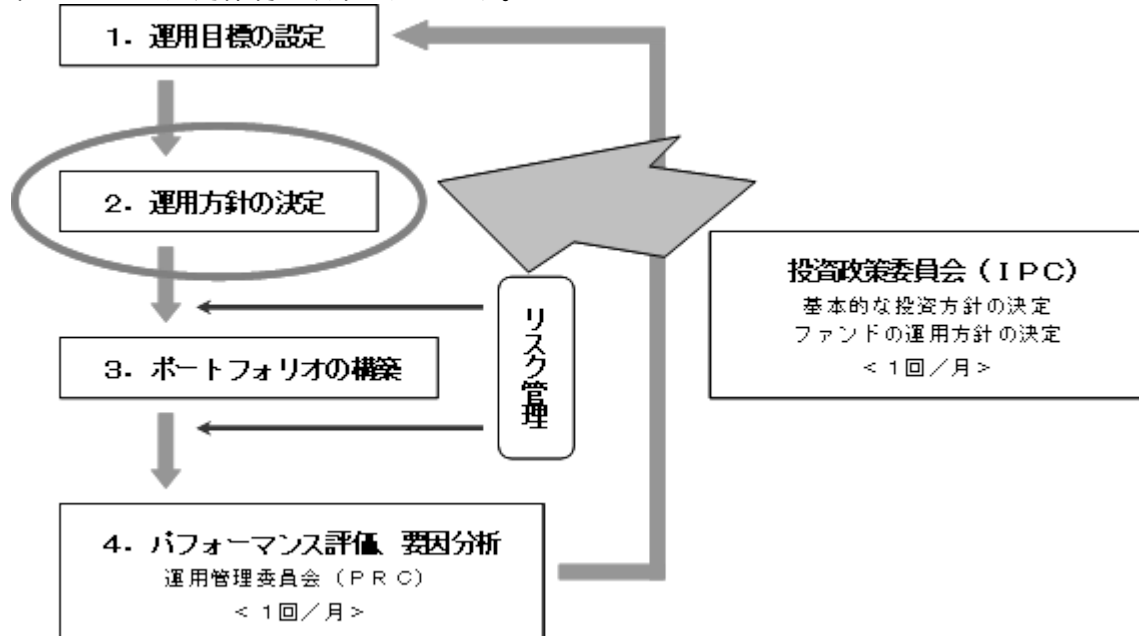 1．運用目標の設定
2．運用方針の決定
投資政策委員会（ＩＰＣ）
基本的な投資方針の決定
ファンドの運用方針の決定
＜１回／月＞
リスク管理
3．ポートフォリオの構築
4．パフォーマンス評価、要因分析
運用管理委員会（ＰＲＣ）
＜１回／月＞